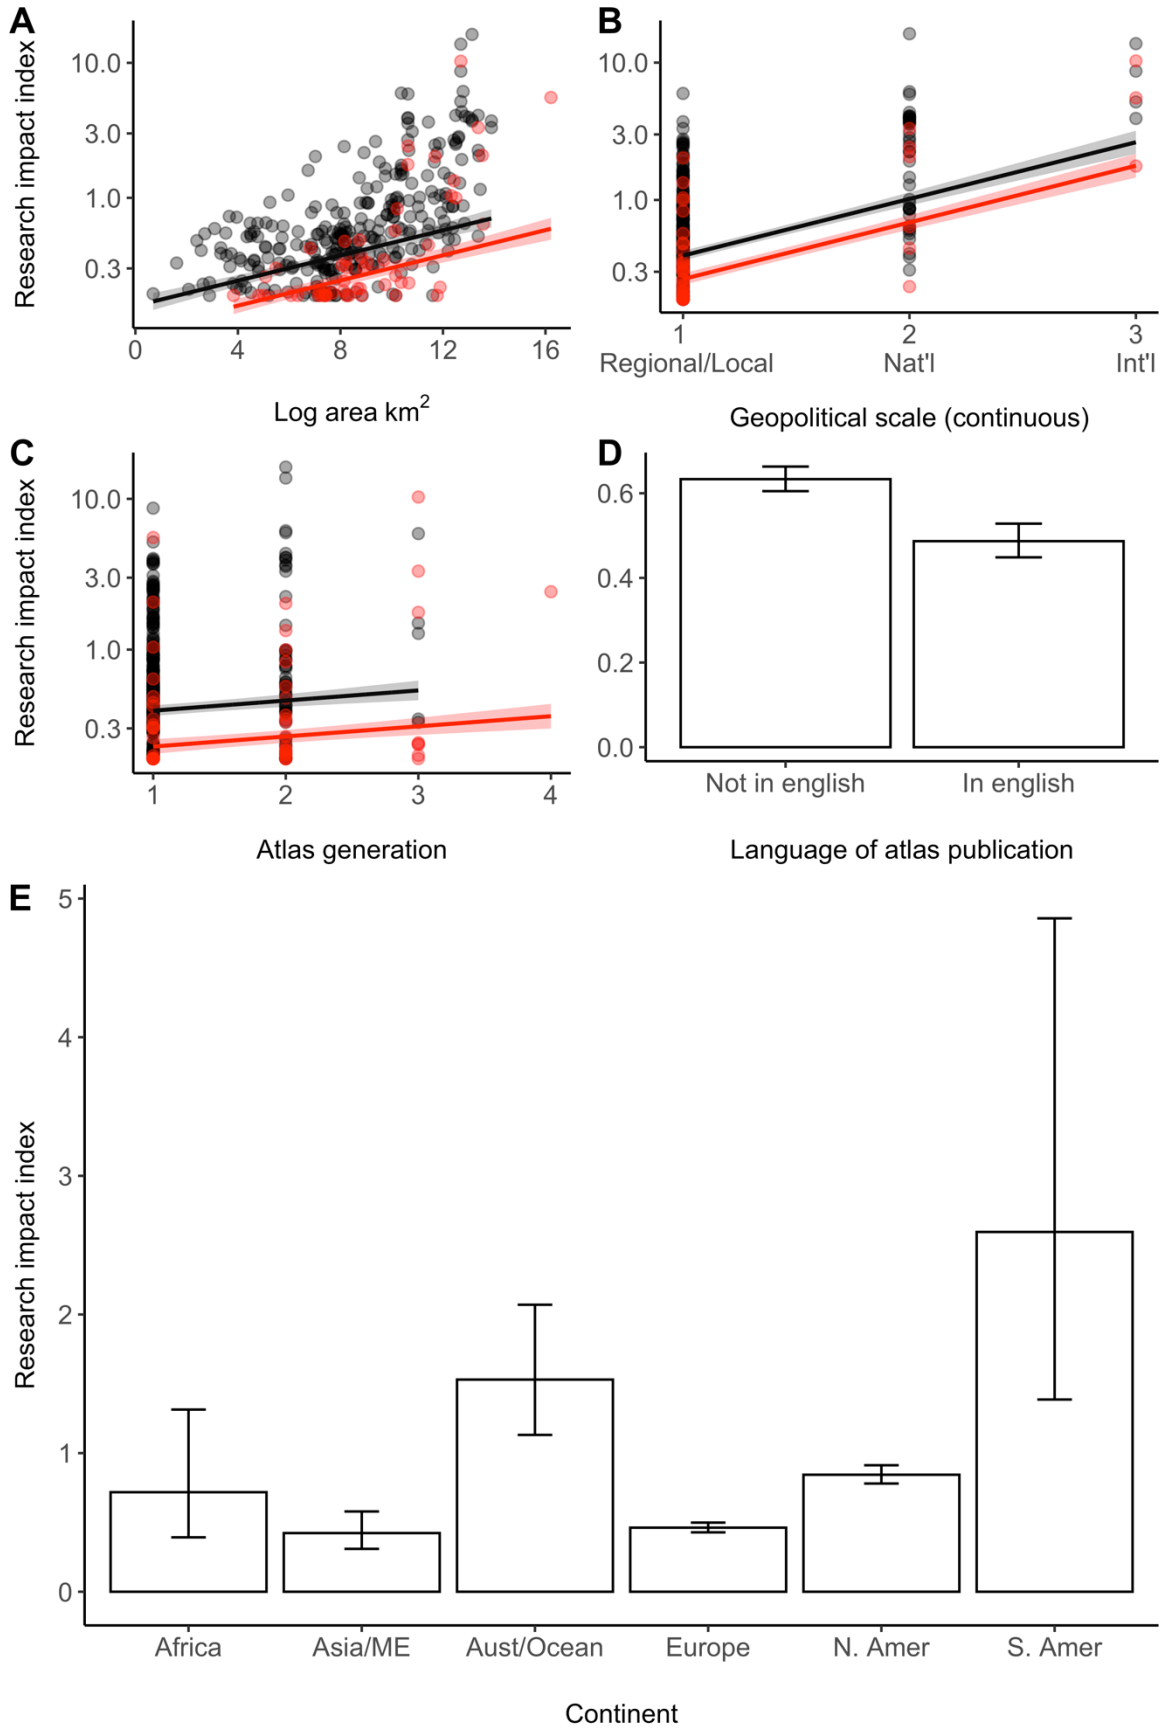 A
Research impact index
10.0
3.0
1.0
0.3
0 4 8 12 16
Log area km²
B
10.0
3.0
1.0
0.3
1 2 3
Regional/Local Nat'l Int'l
Geopolitical scale (continuous)
C
Research impact index
10.0
3.0
1.0
0.3
1 2 3 4
Atlas generation
D
0.6
0.4
0.2
0.0
Not in english In english
Language of atlas publication
E
Research impact index
5
4
3
2
1
0
Africa Asia/ME Aust/Ocean Europe N. Amer S. Amer
Continent